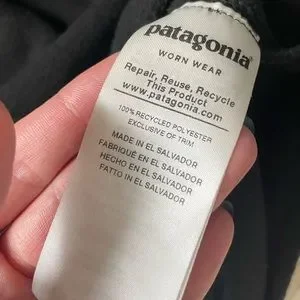 patagonia®
WORN WEAR
Repair, Reuse, Recycle
This Product
www.patagonia.com
100% RECYCLED POLYESTER
EXCLUSIVE OF TRIM
MADE IN EL SALVADOR
FABRIQUÉ EN EL SALVADOR
HECHO EN EL SALVADOR
FATTO IN EL SALVADOR